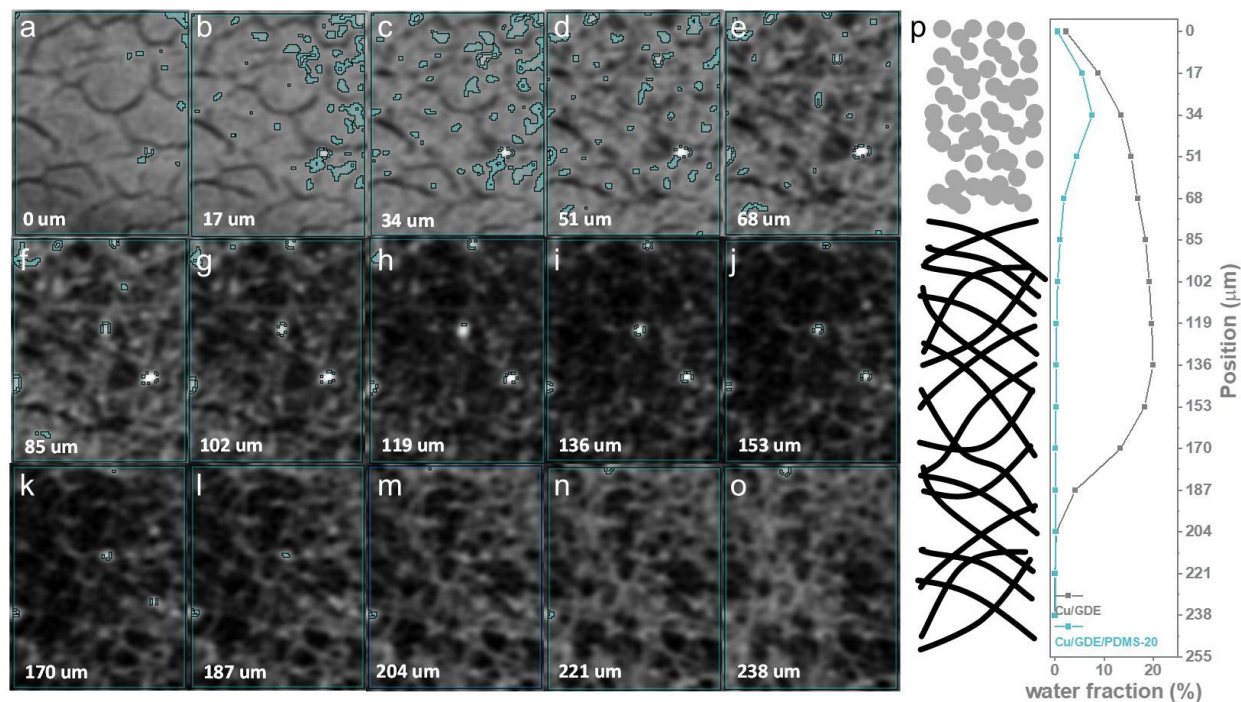 a b c d e
0 um 17 um 34 um 51 um 68 um
f g h i j
85 um 102 um 119 um 136 um 153 um
k l m n o
170 um 187 um 204 um 221 um 238 um
p
0
17
34
51
68
85
102
119
136
153
170
187
204
221
238
255
Position (μm)
Cu/GDE
Cu/GDE/PDMS-20
0 10 20
water fraction (%)